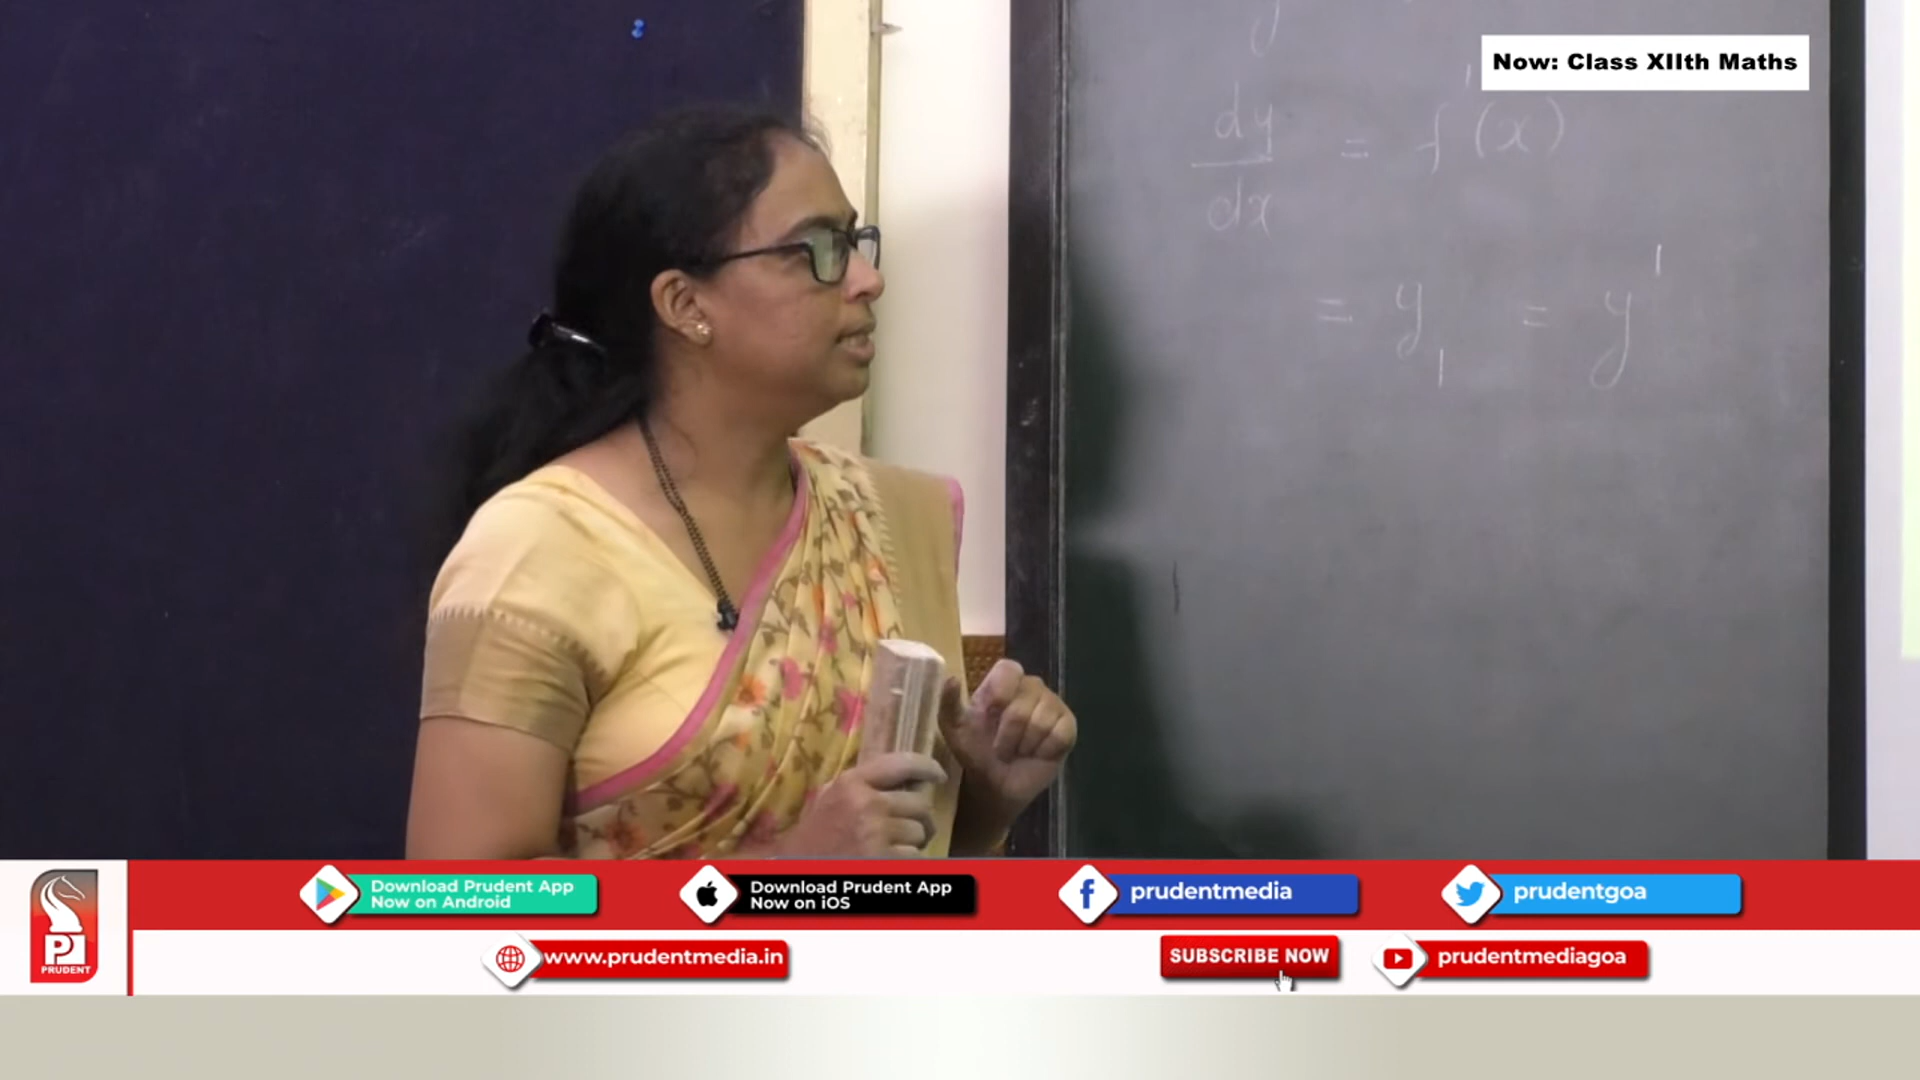 Now: Class XIIth Maths
y
dy/dx = f'(x)
= y₁ = y'
Download Prudent App
Now on Android
Download Prudent App
Now on iOS
prudentmedia
prudentgoa
PRUDENT
www.prudentmedia.in
SUBSCRIBE NOW
prudentmediagoa